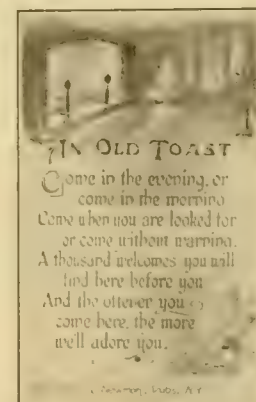 IN OLD TOAST
Come in the evening, or
come in the morning
Come when you are looked for
or come without warning.
A thousand welcomes you will
find here before you
And the oftener you
come here, the more
we'll adore you.